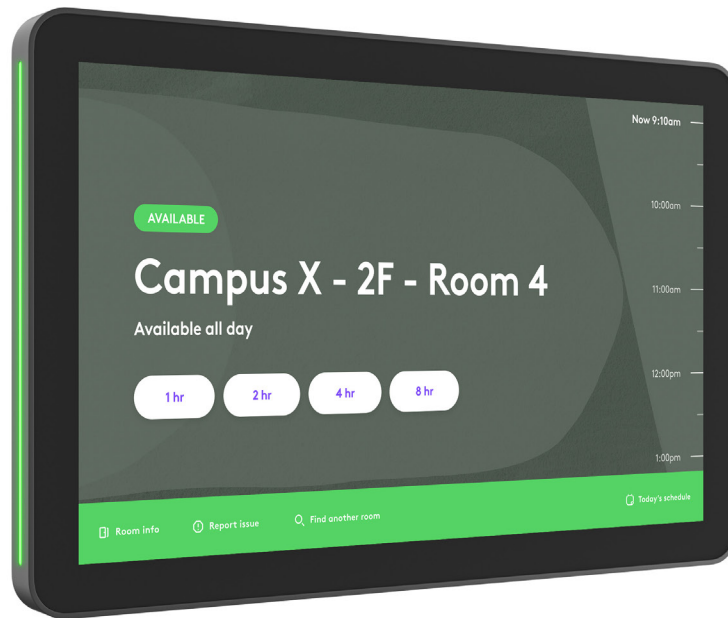 Now 9:10am
10:00am
11:00am
12:00pm
1:00pm
AVAILABLE
Campus X - 2F - Room 4
Available all day
1 hr
2 hr
4 hr
8 hr
Room info
Report issue
Find another room
Today's schedule